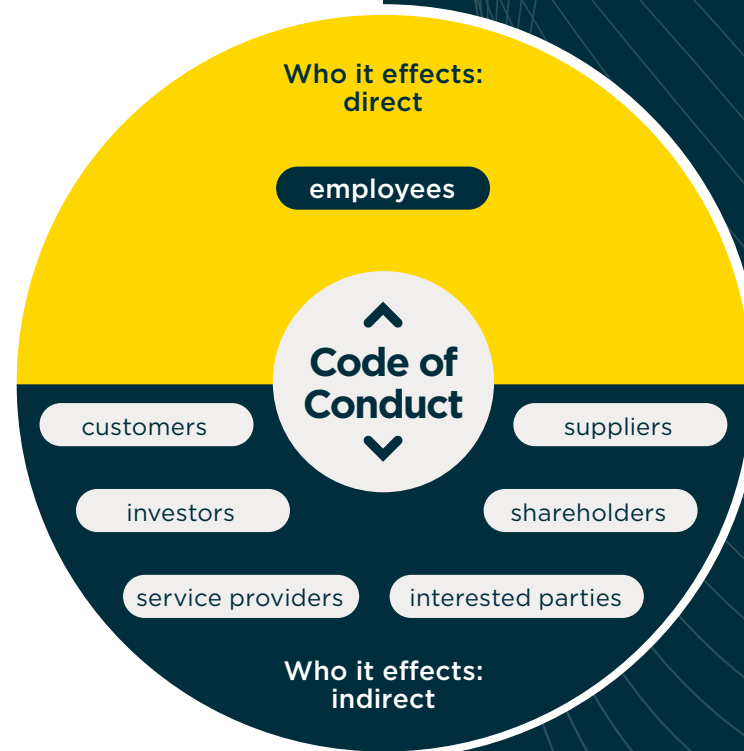 Who it effects:
direct
employees
Code of
Conduct
customers
suppliers
investors
shareholders
service providers
interested parties
Who it effects:
indirect